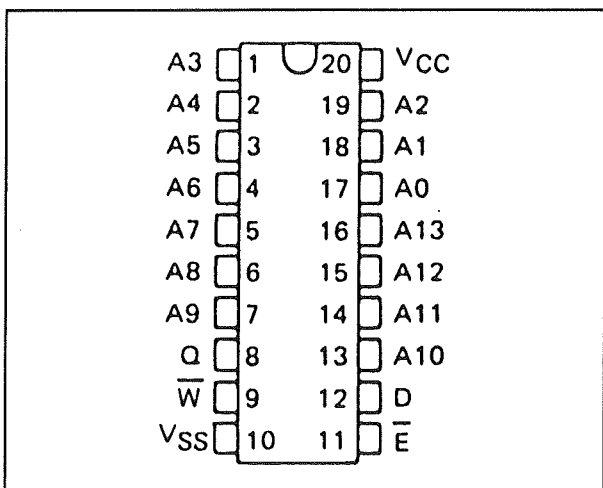 A3 1 20 VCC
A4 2 19 A2
A5 3 18 A1
A6 4 17 A0
A7 5 16 A13
A8 6 15 A12
A9 7 14 A11
Q 8 13 A10
W̅ 9 12 D
VSS 10 11 E̅